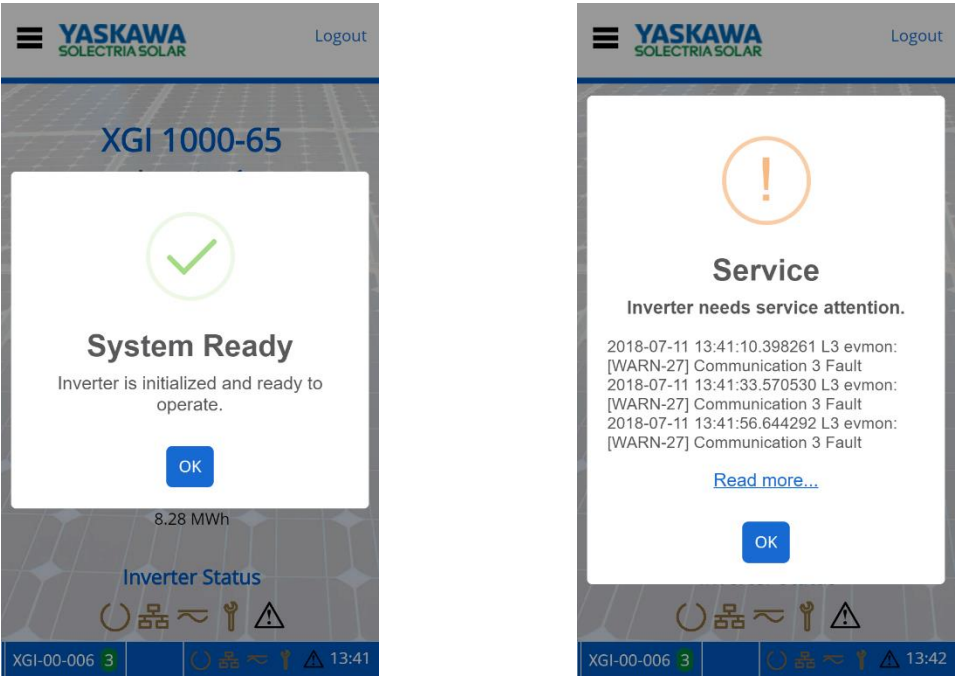 YASKAWA
SOLECTRIA SOLAR
Logout
XGI 1000-65
System Ready
Inverter is initialized and ready to
operate.
OK
8.28 MWh
Inverter Status
XGI-00-006 3
13:41
YASKAWA
SOLECTRIA SOLAR
Logout
Service
Inverter needs service attention.
2018-07-11 13:41:10.398261 L3 evmon:
[WARN-27] Communication 3 Fault
2018-07-11 13:41:33.570530 L3 evmon:
[WARN-27] Communication 3 Fault
2018-07-11 13:41:56.644292 L3 evmon:
[WARN-27] Communication 3 Fault
Read more...
OK
XGI-00-006 3
13:42